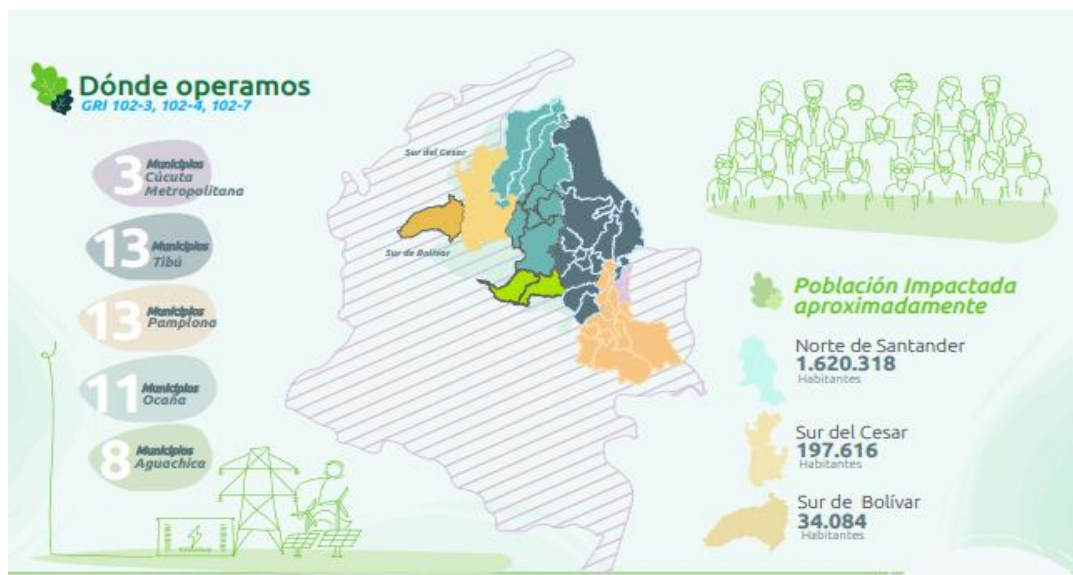 Dónde operamos
GRI 102-3, 102-4, 102-7
3 Municipios
Cúcuta
Metropolitana
13 Municipios
Tibú
13 Municipios
Pamplona
11 Municipios
Ocaña
8 Municipios
Aguachica
Sur del Cesar
Sur de Bolívar
Población Impactada
aproximadamente
Norte de Santander
1.620.318
Habitantes
Sur del Cesar
197.616
Habitantes
Sur de Bolívar
34.084
Habitantes